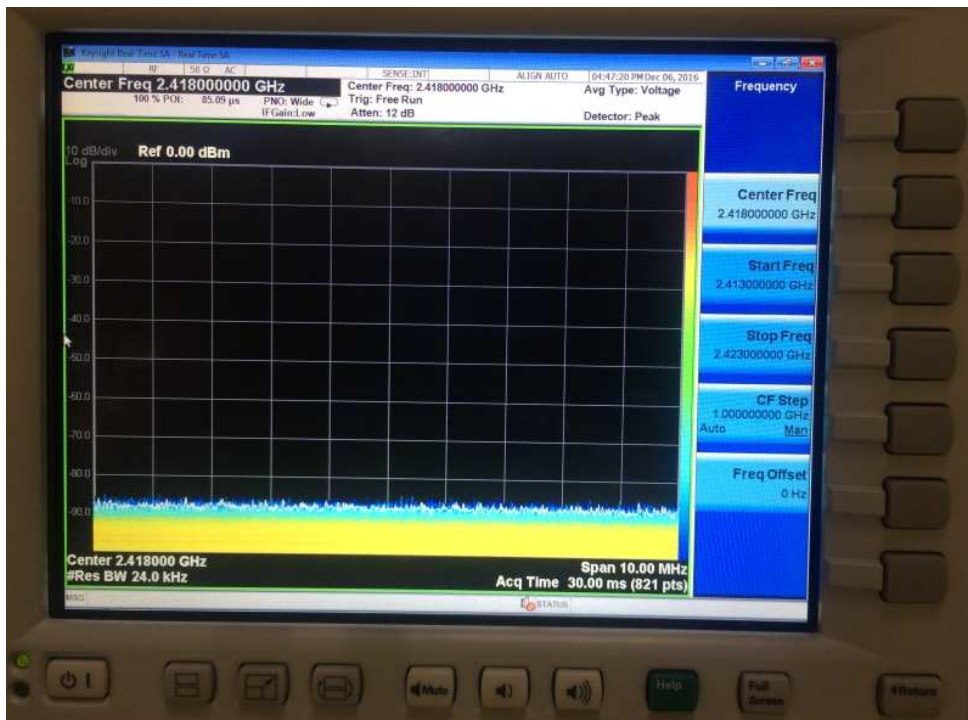 Keysight Real-Time SA - Real Time SA
RF 50 Ω AC SENSE:INT ALIGN AUTO 04:47:20 PM Dec 06, 2016
Center Freq 2.418000000 GHz
Center Freq: 2.418000000 GHz
Avg Type: Voltage
100 % POI: 85.09 µs PNO: Wide Trig: Free Run
IFGain:Low Atten: 12 dB Detector: Peak
10 dB/div Ref 0.00 dBm
Log
-10.0
-20.0
-30.0
-40.0
-50.0
-60.0
-70.0
-80.0
-90.0
Center 2.418000 GHz Span 10.00 MHz
#Res BW 24.0 kHz Acq Time 30.00 ms (821 pts)
MSG STATUS
Frequency
Center Freq
2.418000000 GHz
Start Freq
2.413000000 GHz
Stop Freq
2.423000000 GHz
CF Step
1.000000000 GHz
Auto Man
Freq Offset
0 Hz
Mute
Help
Full
Screen
Return